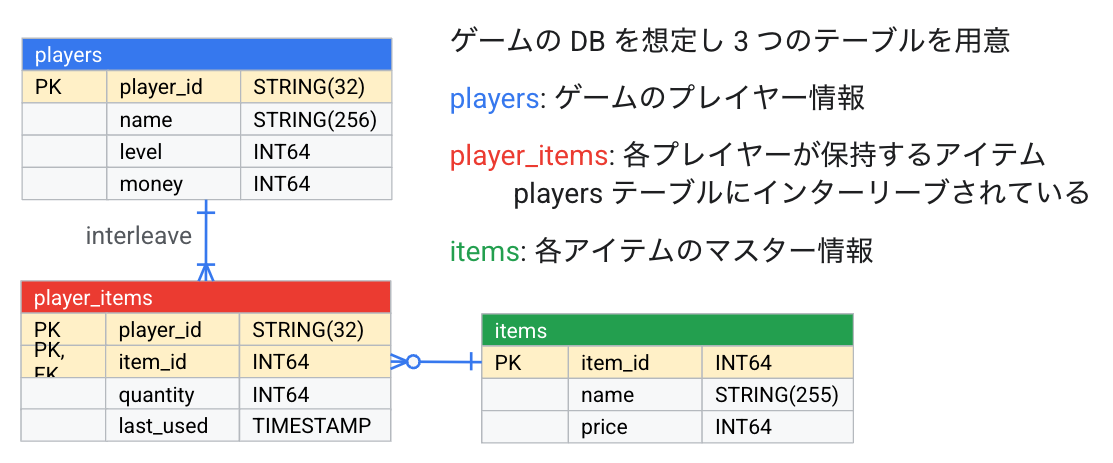 players
PK player_id STRING(32)
name STRING(256)
level INT64
money INT64
interleave
player_items
PK player_id STRING(32)
PK, FK item_id INT64
quantity INT64
last_used TIMESTAMP
ゲームの DB を想定し 3 つのテーブルを用意
players: ゲームのプレイヤー情報
player_items: 各プレイヤーが保持するアイテム
players テーブルにインターリーブされている
items: 各アイテムのマスター情報
items
PK item_id INT64
name STRING(255)
price INT64